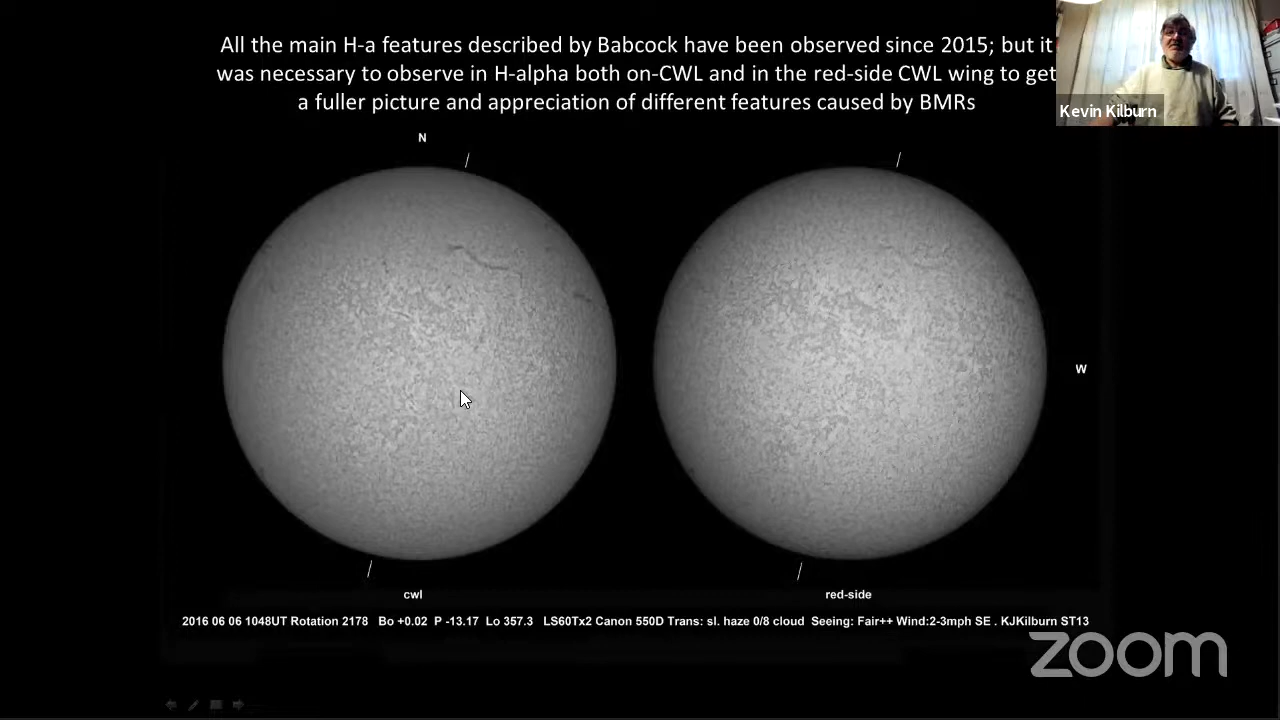 All the main H-a features described by Babcock have been observed since 2015; but it
was necessary to observe in H-alpha both on-CWL and in the red-side CWL wing to get
a fuller picture and appreciation of different features caused by BMRs
Kevin Kilburn
N
W
cwl
red-side
2016 06 06 1048UT Rotation 2178 Bo +0.02 P -13.17 Lo 357.3 LS60Tx2 Canon 550D Trans: sl. haze 0/8 cloud Seeing: Fair++ Wind:2-3mph SE . KJKilburn ST13
zoom